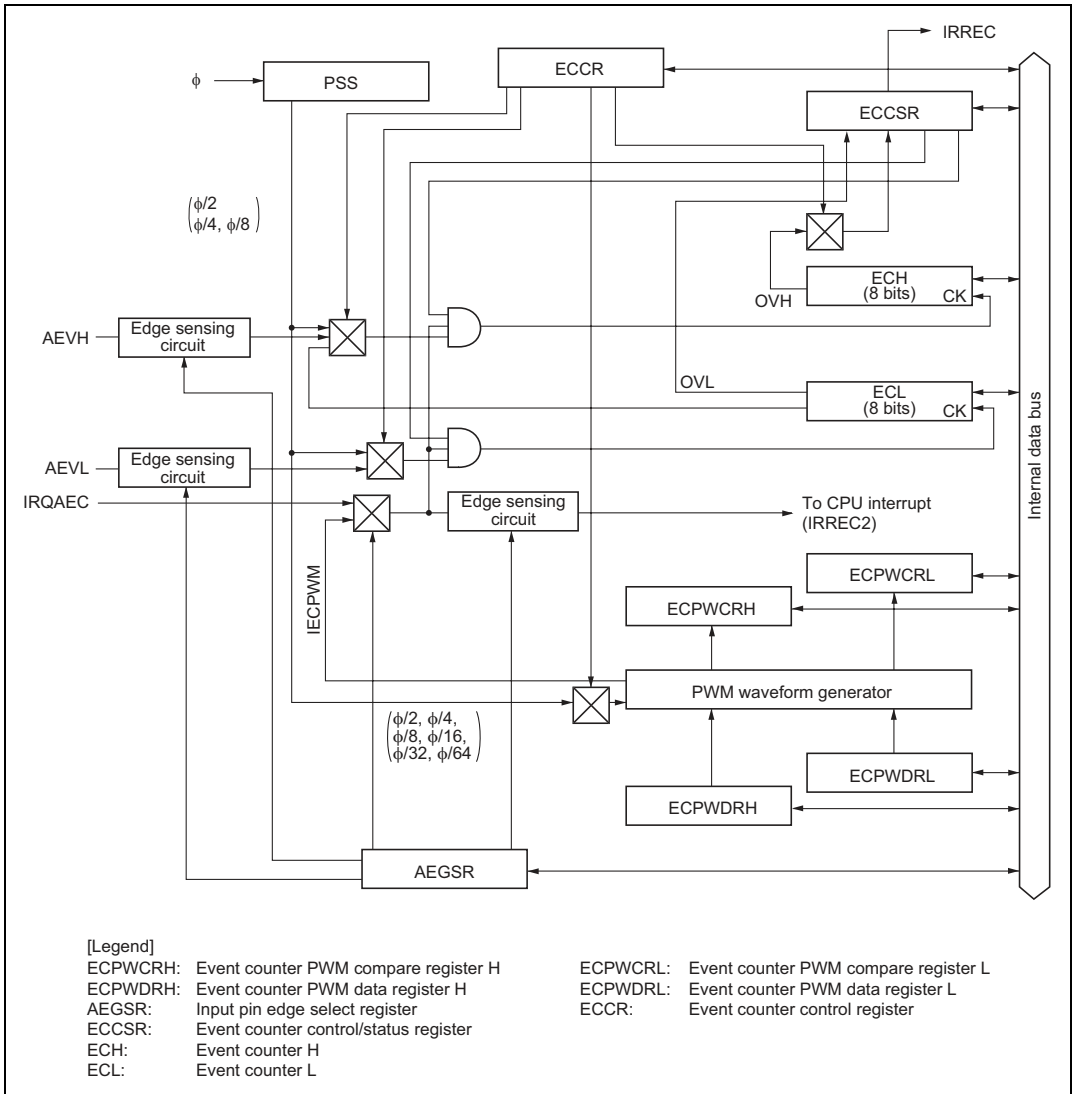 IRREC
ϕ
PSS
ECCR
ECCSR
ϕ/2
ϕ/4, ϕ/8
ECH
(8 bits)
CK
OVH
AEVH
Edge sensing
circuit
OVL
ECL
(8 bits)
CK
Internal data bus
AEVL
Edge sensing
circuit
IRQAEC
Edge sensing
circuit
To CPU interrupt
(IRREC2)
IECPWM
ECPWCRL
ECPWCRH
PWM waveform generator
ϕ/2, ϕ/4,
ϕ/8, ϕ/16,
ϕ/32, ϕ/64
ECPWDRL
ECPWDRH
AEGSR
[Legend]
ECPWCRH: Event counter PWM compare register H
ECPWDRH: Event counter PWM data register H
AEGSR: Input pin edge select register
ECCSR: Event counter control/status register
ECH: Event counter H
ECL: Event counter L
ECPWCRL: Event counter PWM compare register L
ECPWDRL: Event counter PWM data register L
ECCR: Event counter control register